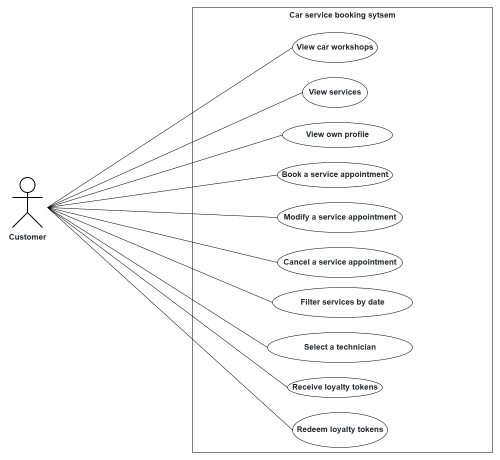 Car service booking sytsem
View car workshops
View services
View own profile
Book a service appointment
Modify a service appointment
Customer
Cancel a service appointment
Filter services by date
Select a technician
Receive loyalty tokens
Redeem loyalty tokens